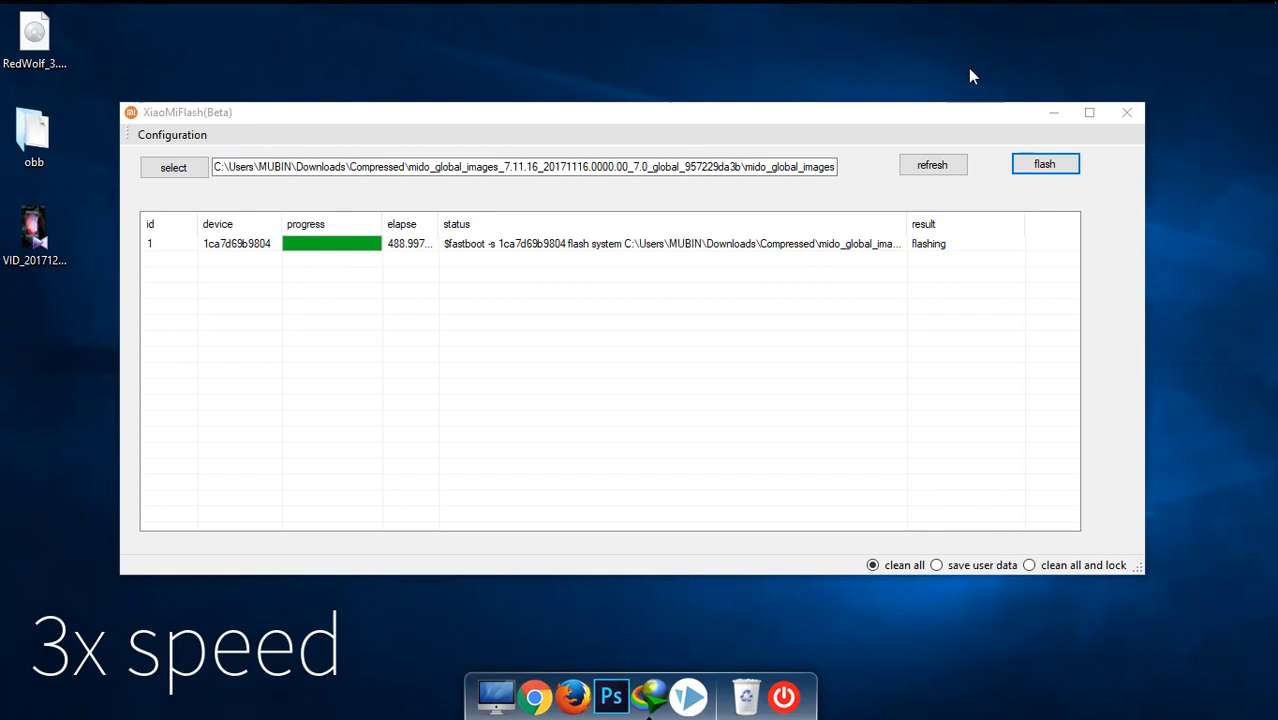 RedWolf_3....
obb
VID_201712...
XiaoMiFlash(Beta)
Configuration
select C:\Users\MUBIN\Downloads\Compressed\mido_global_images_7.11.16_20171116.0000.00_7.0_global_957229da3b\mido_global_images refresh flash
id device progress elapse status result
1 1ca7d69b9804 488.997... $fastboot -s 1ca7d69b9804 flash system C:\Users\MUBIN\Downloads\Compressed\mido_global_ima... flashing
clean all save user data clean all and lock
3x speed
Ps